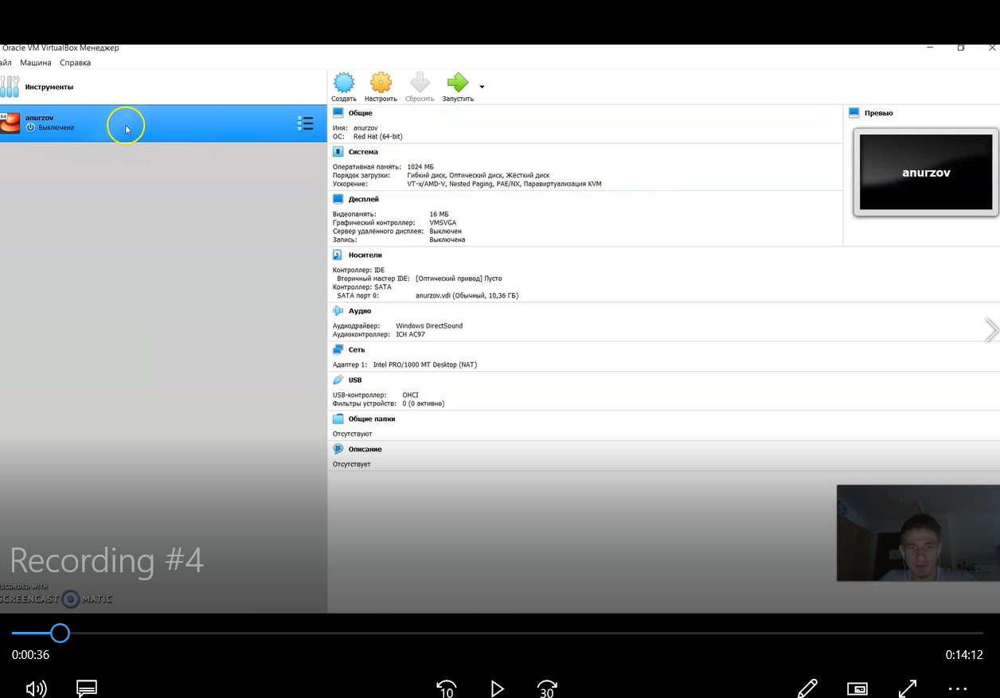 Oracle VM VirtualBox Менеджер
айл Машина Справка
Инструменты
Создать Настроить Сбросить Запустить
64
anurzov
Выключена
Общие
Имя: anurzov
ОС: Red Hat (64-bit)
Система
Оперативная память: 1024 МБ
Порядок загрузки: Гибкий диск, Оптический диск, Жёсткий диск
Ускорение: VT-x/AMD-V, Nested Paging, PAE/NX, Паравиртуализация KVM
Дисплей
Видеопамять: 16 МБ
Графический контроллер: VMSVGA
Сервер удалённого дисплея: Выключен
Запись: Выключена
Носители
Контроллер: IDE
Вторичный мастер IDE: [Оптический привод] Пусто
Контроллер: SATA
SATA порт 0: anurzov.vdi (Обычный, 10,36 ГБ)
Аудио
Аудиодрайвер: Windows DirectSound
Аудиоконтроллер: ICH AC97
Сеть
Адаптер 1: Intel PRO/1000 MT Desktop (NAT)
USB
USB-контроллер: OHCI
Фильтры устройств: 0 (0 активно)
Общие папки
Отсутствуют
Описание
Отсутствует
Превью
anurzov
Recording #4
RECORDED WITH
SCREENCAST MATIC
0:00:36 0:14:12
10 30